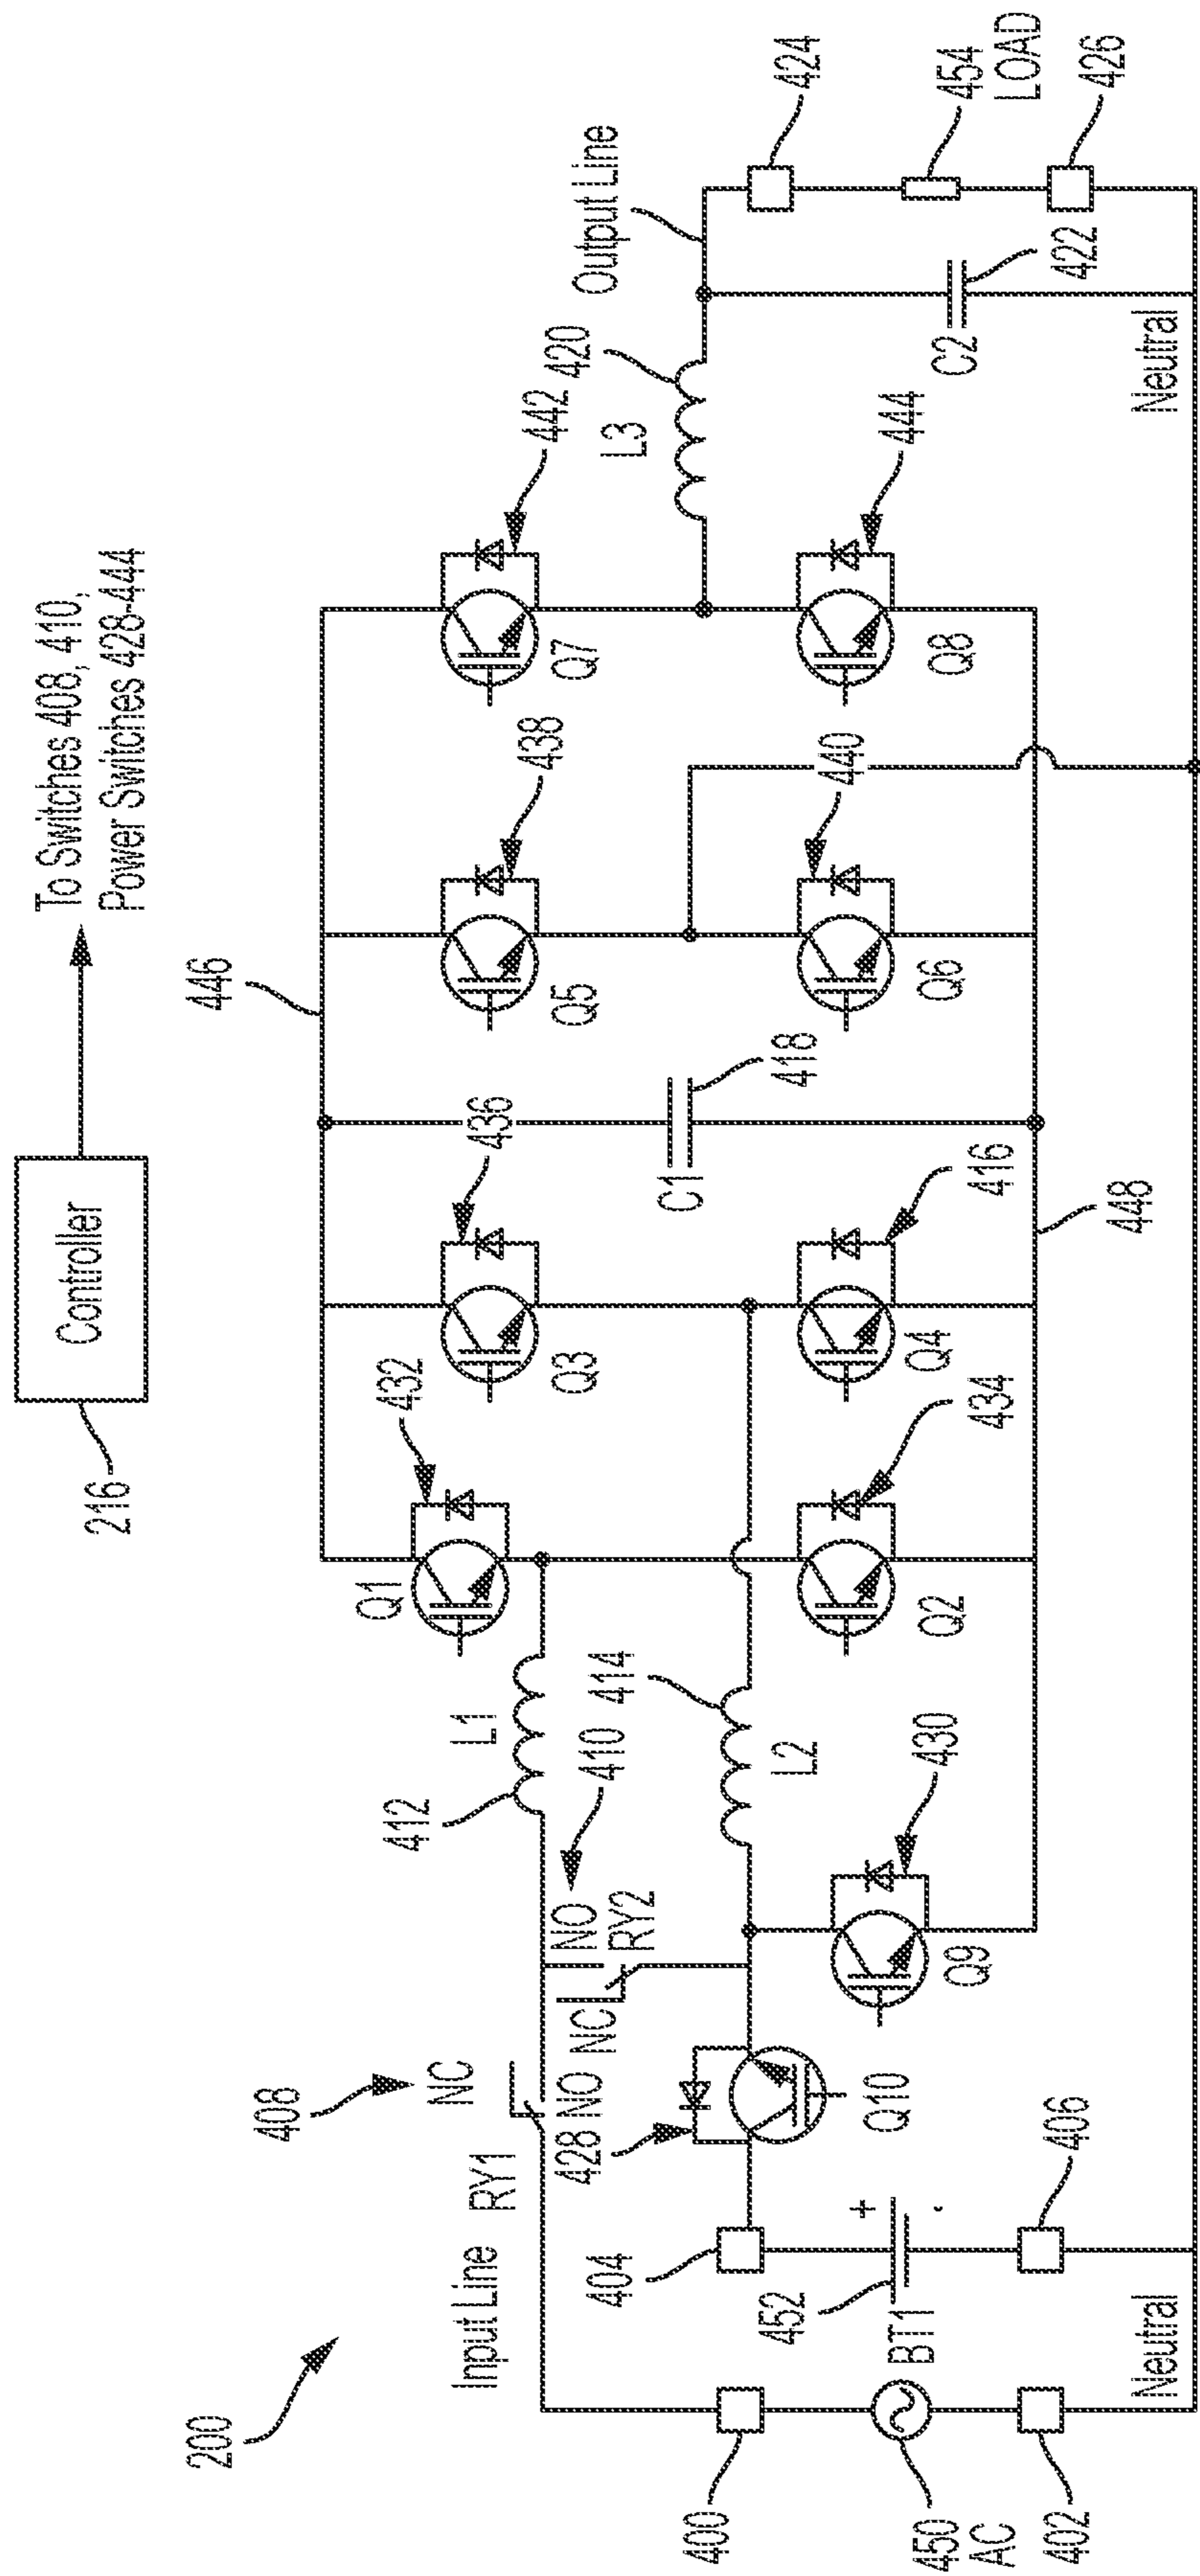 Controller
216
To Switches 408, 410,
Power Switches 428-444
200
446
408
NC
Input Line
RY1
NO
NO
RY2
NC
410
412
L1
432
Q1
436
Q3
438
Q5
442
Q7
L3
420
Output Line
424
428
Q10
414
L2
C1
418
440
444
454
LOAD
404
400
452
+
-
BT1
450
AC
430
Q9
434
Q2
416
Q4
448
Q6
Q8
C2
422
426
406
402
Neutral
Neutral